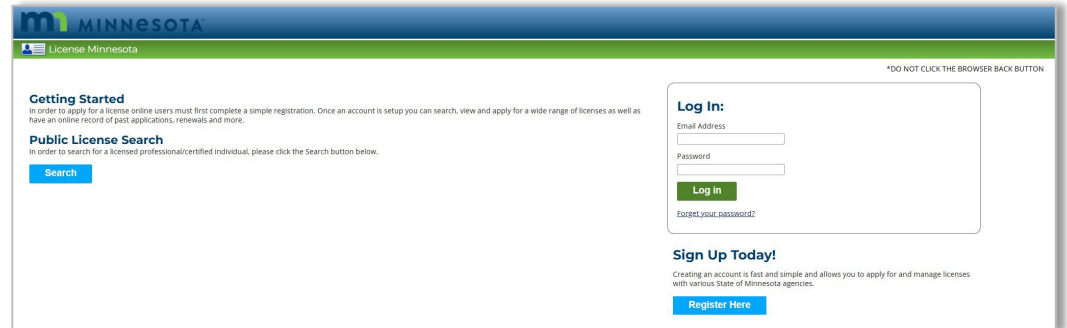 MINNESOTA
License Minnesota
*DO NOT CLICK THE BROWSER BACK BUTTON
Getting Started
In order to apply for a license online users must first complete a simple registration. Once an account is setup you can search, view and apply for a wide range of licenses as well as
have an online record of past applications, renewals and more.
Public License Search
In order to search for a licensed professional/certified individual, please click the Search button below.
Search
Log In:
Email Address
Password
Log in
Forget your password?
Sign Up Today!
Creating an account is fast and simple and allows you to apply for and manage licenses
with various State of Minnesota agencies.
Register Here